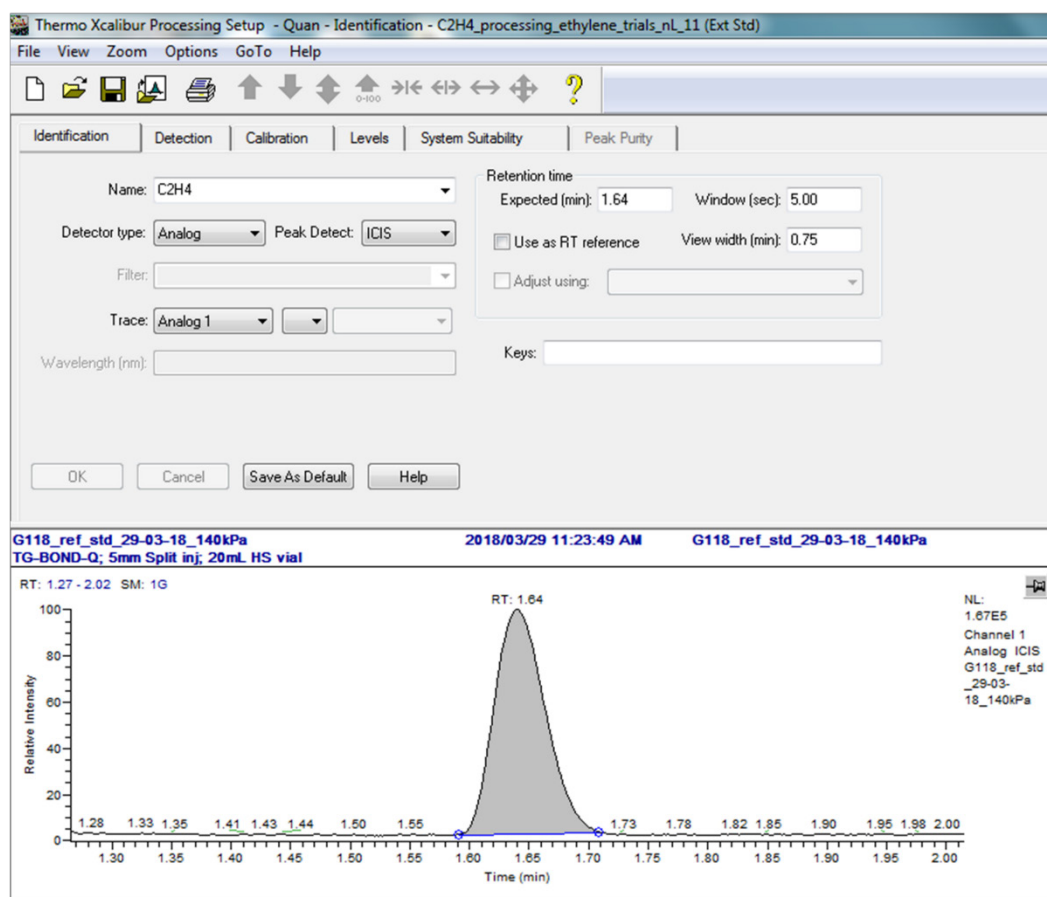 Thermo Xcalibur Processing Setup - Quan - Identification - C2H4_processing_ethylene_trials_nL_11 (Ext Std)
File View Zoom Options GoTo Help
0-100
Identification Detection Calibration Levels System Suitability Peak Purity
Name: C2H4
Detector type: Analog Peak Detect: ICIS
Filter:
Trace: Analog 1
Wavelength (nm):
Retention time
Expected (min): 1.64 Window (sec): 5.00
Use as RT reference View width (min): 0.75
Adjust using:
Keys:
OK Cancel Save As Default Help
G118_ref_std_29-03-18_140kPa 2018/03/29 11:23:49 AM G118_ref_std_29-03-18_140kPa
TG-BOND-Q; 5mm Split inj; 20mL HS vial
RT: 1.27 - 2.02 SM: 1G
RT: 1.64
NL:
1.67E5
Channel 1
Analog ICIS
G118_ref_std
_29-03-
18_140kPa
Relative Intensity
100
80
60
40
20
0
1.28 1.33 1.35 1.41 1.43 1.44 1.50 1.55 1.73 1.78 1.82 1.85 1.90 1.95 1.98 2.00
1.30 1.35 1.40 1.45 1.50 1.55 1.60 1.65 1.70 1.75 1.80 1.85 1.90 1.95 2.00
Time (min)